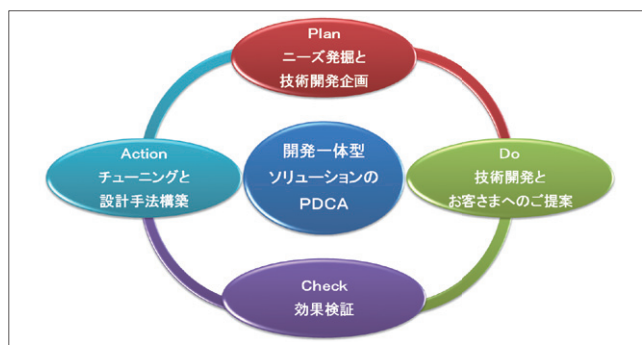 Plan
ニーズ発掘と
技術開発企画
Action
チューニングと
設計手法構築
開発一体型
ソリューションの
PDCA
Do
技術開発と
お客さまへのご提案
Check
効果検証